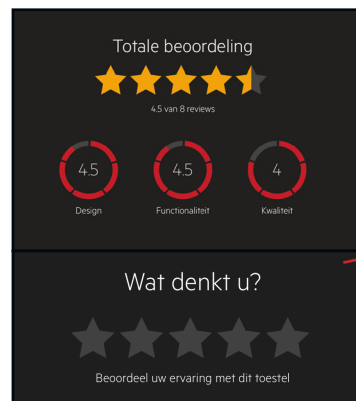 Totale beoordeling
4.5 van 8 reviews
4.5 4.5 4
Design Functionaliteit Kwaliteit
Wat denkt u?
Beoordeel uw ervaring met dit toestel